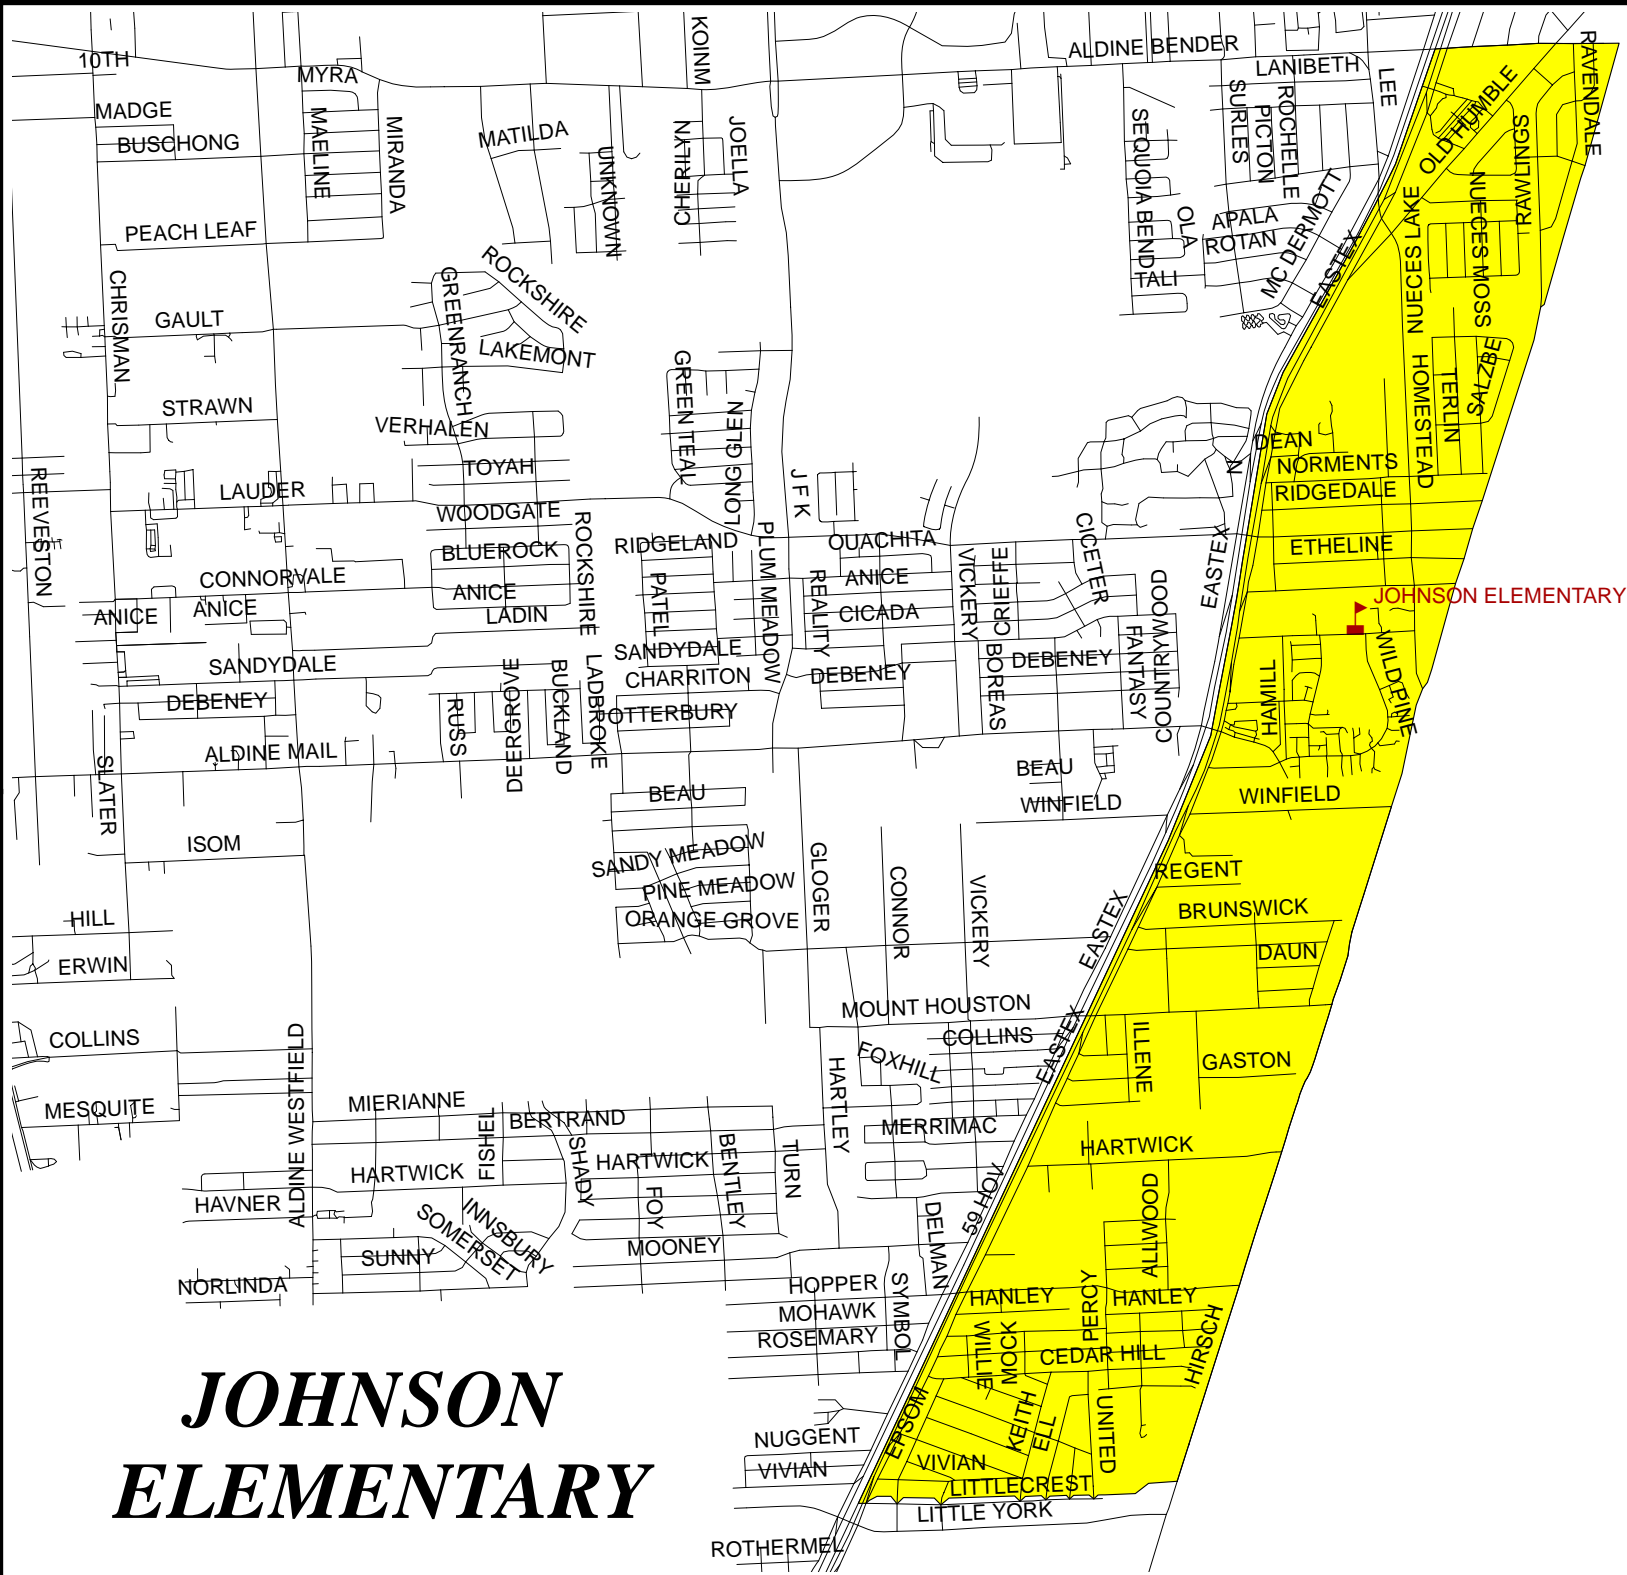 KOINM
ALDINE BENDER
RAVENDALE
10TH
MYRA
LANIBETH
LEE
OLD HUMBLE
MADGE
MAELINE
MIRANDA
MATILDA
CHERILYN
JOELLA
SEQUOIA BEND
SURLES
PICTON
ROCHELLE
RAWLINGS
BUSCHONG
UNKNOWN
MC DERMOTT
NUECES LAKE
NUECES MOSS
PEACH LEAF
OLA
APALA
ROTAN
EASTEX
CHRISMAN
GREENRANCH
ROCKSHIRE
TALI
GAULT
LAKEMONT
GREEN TEAL
HOMESTEAD
TERLIN
SALZBE
STRAWN
VERHALEN
LONG GLEN
DEAN
N
REEVESTON
TOYAH
J F K
NORMENTS
LAUDER
RIDGEDALE
WOODGATE
ROCKSHIRE
PLUM MEADOW
CICETER
EASTEX
BLUEROCK
RIDGELAND
OUACHITA
VICKERY
CRIEFFE
ETHELINE
CONNORVALE
ANICE
PATEL
REALITY
ANICE
COUNTRYWOOD
JOHNSON ELEMENTARY
ANICE
ANICE
LADIN
CICADA
FANTASY
WILD PINE
SANDYDALE
SANDYDALE
BOREAS
DEBENEY
HAMILL
DEBENEY
RUSS
DEERGROVE
BUCKLAND
LADBROKE
CHARRITON
DEBENEY
OTTERBURY
ALDINE MAIL
SLATER
BEAU
BEAU
WINFIELD
WINFIELD
ISOM
SANDY MEADOW
GLOGER
CONNOR
VICKERY
REGENT
PINE MEADOW
EASTEX
HILL
ORANGE GROVE
BRUNSWICK
ERWIN
DAUN
MOUNT HOUSTON
COLLINS
ALDINE WESTFIELD
COLLINS
EASTEX
ILLENE
FOXHILL
HARTLEY
GASTON
MESQUITE
MIERIANNE
FISHEL
BERTRAND
SHADY
MERRIMAC
HARTWICK
HARTWICK
BENTLEY
TURN
HARTWICK
HAVNER
INNSBURY
SOMERSET
FOY
DELMAN
59 HOV
ALLWOOD
SUNNY
MOONEY
NORLINDA
HOPPER
SYMBOL
HANLEY
PERCY
HANLEY
MOHAWK
WILLIE
MOCK
HIRSCH
ROSEMARY
CEDAR HILL
JOHNSON
ELEMENTARY
EPSOM
KEITH
ELL
UNITED
NUGGENT
VIVIAN
VIVIAN
LITTLECREST
LITTLE YORK
ROTHERMEL